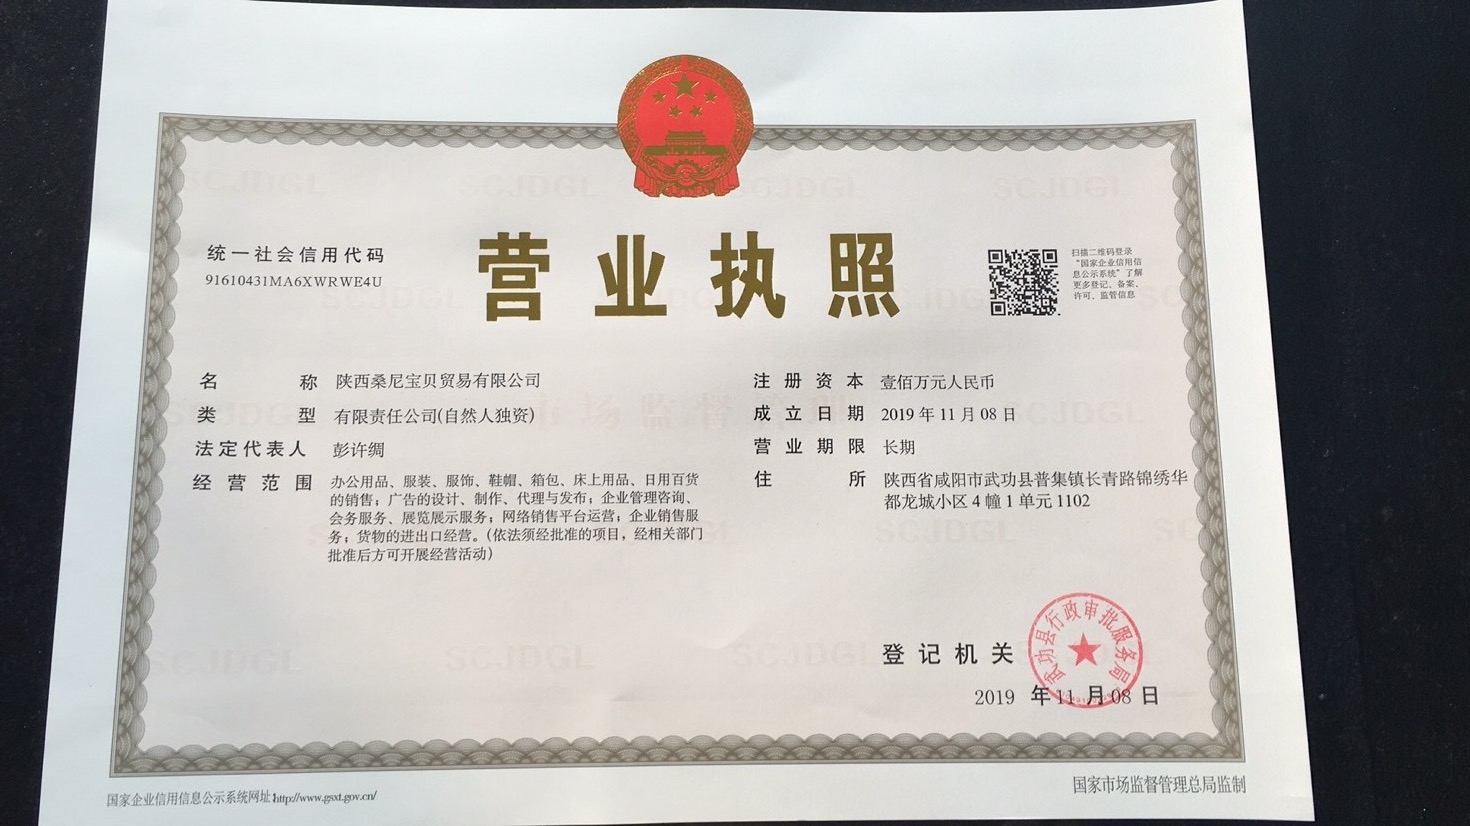 营业执照
统一社会信用代码
91610431MA6XWRWE4U
扫描二维码登录
“国家企业信用信
息公示系统”了解
更多登记、备案、
许可、监管信息
名 称 陕西桑尼宝贝贸易有限公司
类 型 有限责任公司(自然人独资)
法定代表人 彭许绸
经营范围 办公用品、服装、服饰、鞋帽、箱包、床上用品、日用百货
的销售；广告的设计、制作、代理与发布；企业管理咨询、
会务服务、展览展示服务；网络销售平台运营；企业销售服
务；货物的进出口经营。(依法须经批准的项目，经相关部门
批准后方可开展经营活动)
注册资本 壹佰万元人民币
成立日期 2019 年 11 月 08 日
营业期限 长期
住 所 陕西省咸阳市武功县普集镇长青路锦绣华
都龙城小区 4 幢 1 单元 1102
登记机关
武功县行政审批服务局
2019 年 11 月 08 日
国家企业信用信息公示系统网址:http://www.gsxt.gov.cn/
国家市场监督管理总局监制
SCJDGL
市场监督管理